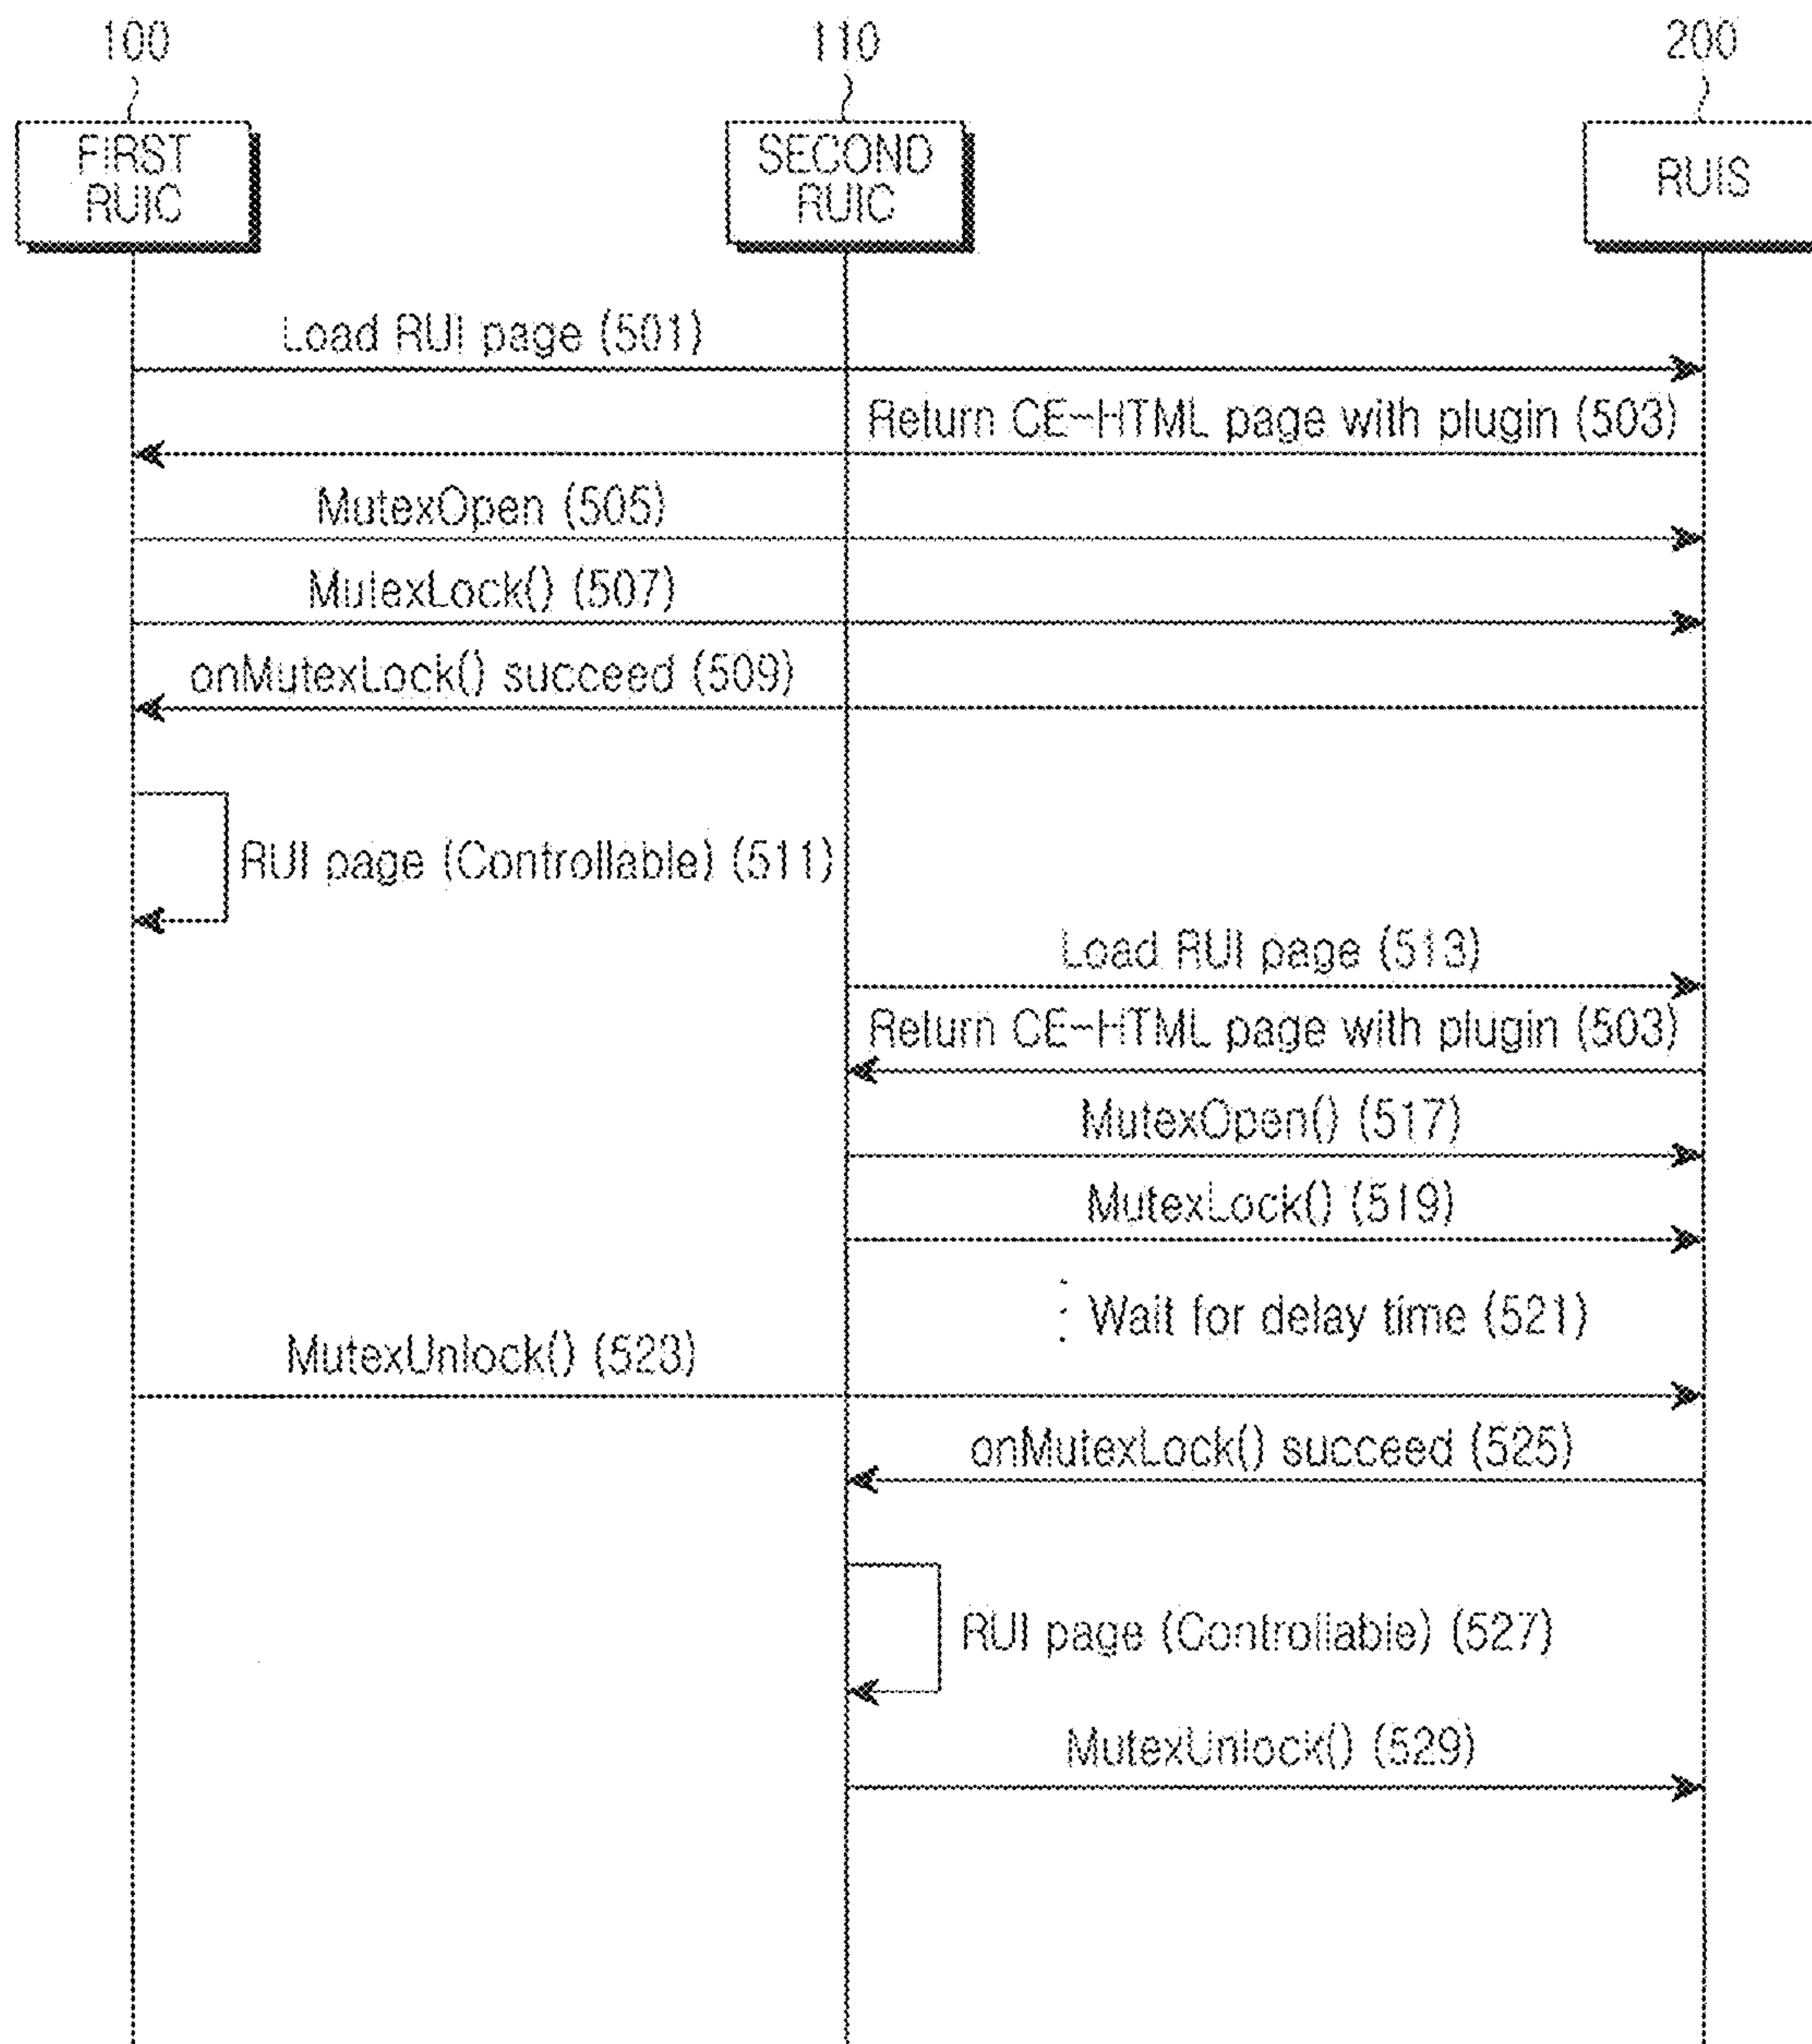 100
110
200
FIRST
RUIC
SECOND
RUIC
RUIS
Load RUI page (501)
Return CE-HTML page with plugin (503)
MutexOpen (505)
MutexLock() (507)
onMutexLock() succeed (509)
RUI page (Controllable) (511)
Load RUI page (513)
Return CE-HTML page with plugin (503)
MutexOpen() (517)
MutexLock() (519)
Wait for delay time (521)
MutexUnlock() (523)
onMutexLock() succeed (525)
RUI page (Controllable) (527)
MutexUnlock() (529)